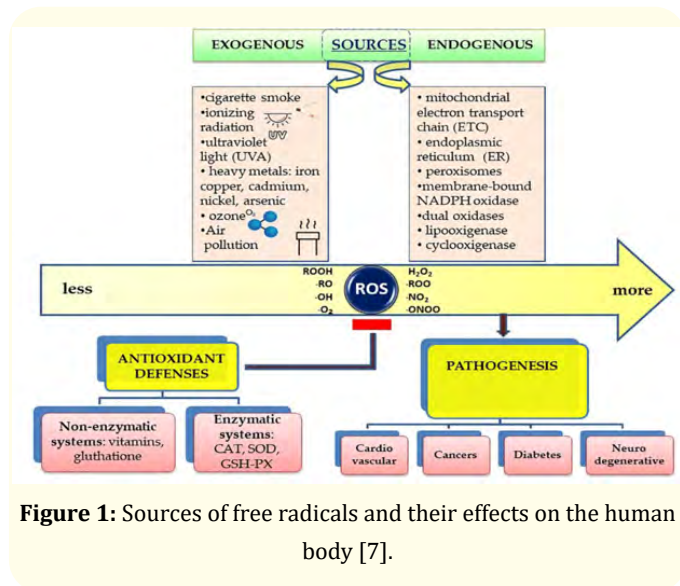 EXOGENOUS SOURCES ENDOGENOUS
•cigarette smoke
•ionizing
radiation
•ultraviolet
light (UVA)
• heavy metals: iron
copper, cadmium,
nickel, arsenic
• ozone
•Air
pollution
UV
O₃
• mitochondrial
electron transport
chain (ETC)
• endoplasmic
reticulum (ER)
• peroxisomes
•membrane-bound
NADPH oxidase
•dual oxidases
• lipooxigenase
• cyclooxigenase
less
ROOH
·RO
·OH
·O₂
ROS
H₂O₂
·ROO
·NO₂
·ONOO
more
ANTIOXIDANT
DEFENSES
Non-enzymatic
systems: vitamins,
gluthatione
Enzymatic
systems:
CAT, SOD,
GSH-PX
PATHOGENESIS
Cardio
vascular
Cancers
Diabetes
Neuro
degenerative
Figure 1: Sources of free radicals and their effects on the human
body [7].